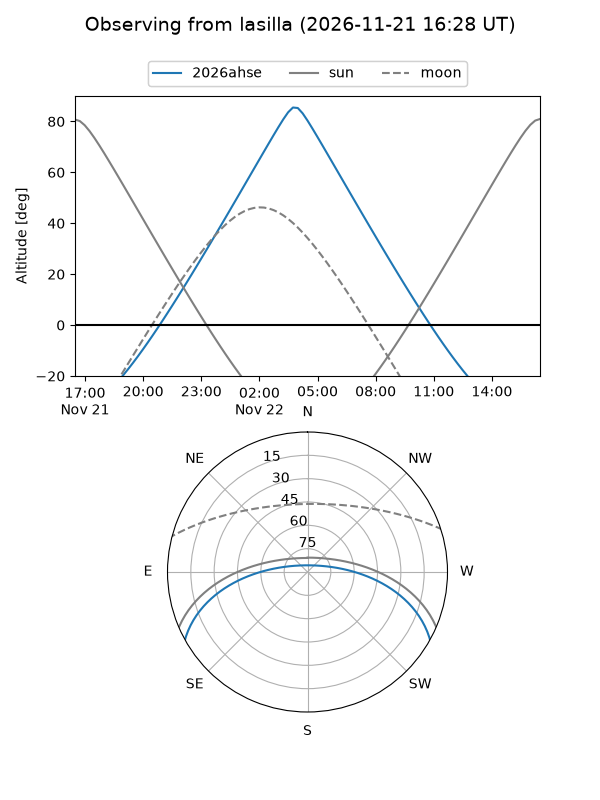 Observing from lasilla (2026-11-21 16:28 UT)
2026ahse sun moon
Altitude [deg]
80
60
40
20
0
−20
17:00 20:00 23:00 02:00 05:00 08:00 11:00 14:00
Nov 21 Nov 22
N
NE NW
15
30
45
60
75
E W
SE SW
S